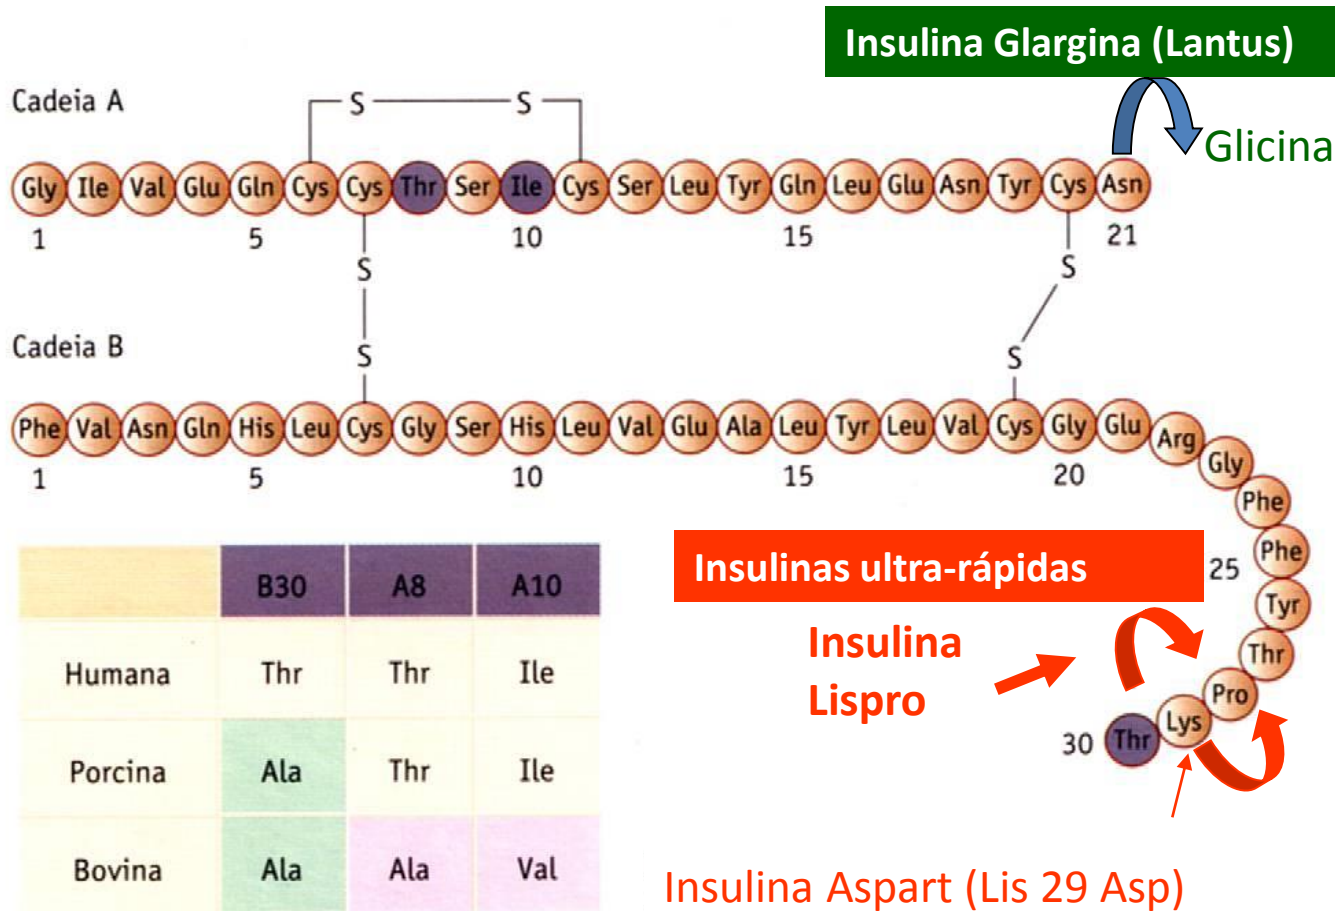 Insulina Glargina (Lantus)
Cadeia A
S S
Glicina
Gly Ile Val Glu Gln Cys Cys Thr Ser Ile Cys Ser Leu Tyr Gln Leu Glu Asn Tyr Cys Asn
1 5 10 15 21
S S
Cadeia B
S S
Phe Val Asn Gln His Leu Cys Gly Ser His Leu Val Glu Ala Leu Tyr Leu Val Cys Gly Glu Arg Gly Phe Phe Tyr Thr Pro Lys Thr
1 5 10 15 20 25 30
B30 A8 A10
Humana Thr Thr Ile
Porcina Ala Thr Ile
Bovina Ala Ala Val
Insulinas ultra-rápidas
Insulina
Lispro
Insulina Aspart (Lis 29 Asp)